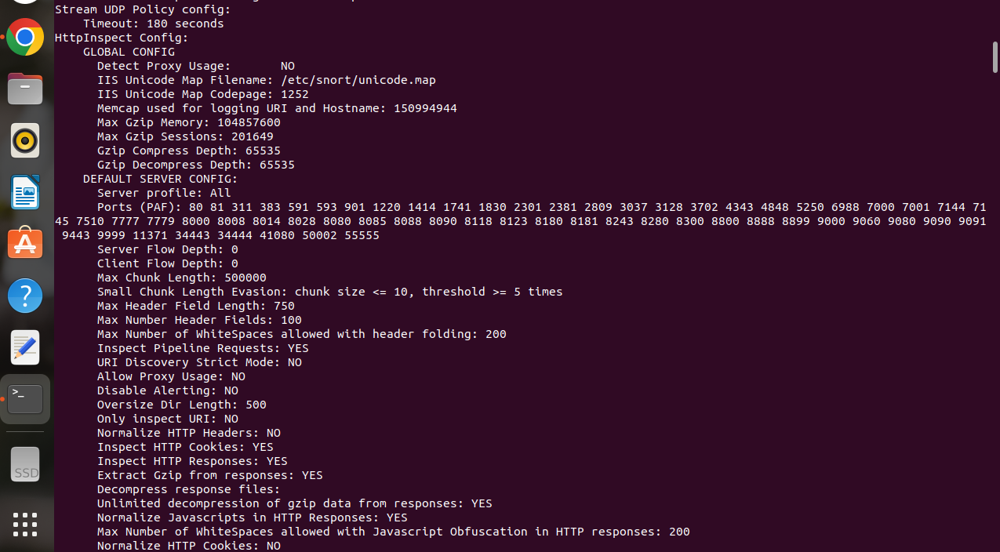 Stream UDP Policy config:
Timeout: 180 seconds
HttpInspect Config:
GLOBAL CONFIG
Detect Proxy Usage:       NO
IIS Unicode Map Filename: /etc/snort/unicode.map
IIS Unicode Map Codepage: 1252
Memcap used for logging URI and Hostname: 150994944
Max Gzip Memory: 104857600
Max Gzip Sessions: 201649
Gzip Compress Depth: 65535
Gzip Decompress Depth: 65535
DEFAULT SERVER CONFIG:
Server profile: All
Ports (PAF): 80 81 311 383 591 593 901 1220 1414 1741 1830 2301 2381 2809 3037 3128 3702 4343 4848 5250 6988 7000 7001 7144 71
45 7510 7777 7779 8000 8008 8014 8028 8080 8085 8088 8090 8118 8123 8180 8181 8243 8280 8300 8800 8888 8899 9000 9060 9080 9090 9091
9443 9999 11371 34443 34444 41080 50002 55555
Server Flow Depth: 0
Client Flow Depth: 0
Max Chunk Length: 500000
Small Chunk Length Evasion: chunk size <= 10, threshold >= 5 times
Max Header Field Length: 750
Max Number Header Fields: 100
Max Number of WhiteSpaces allowed with header folding: 200
Inspect Pipeline Requests: YES
URI Discovery Strict Mode: NO
Allow Proxy Usage: NO
Disable Alerting: NO
Oversize Dir Length: 500
Only inspect URI: NO
Normalize HTTP Headers: NO
Inspect HTTP Cookies: YES
Inspect HTTP Responses: YES
Extract Gzip from responses: YES
Decompress response files:
Unlimited decompression of gzip data from responses: YES
Normalize Javascripts in HTTP Responses: YES
Max Number of WhiteSpaces allowed with Javascript Obfuscation in HTTP responses: 200
Normalize HTTP Cookies: NO
SSD